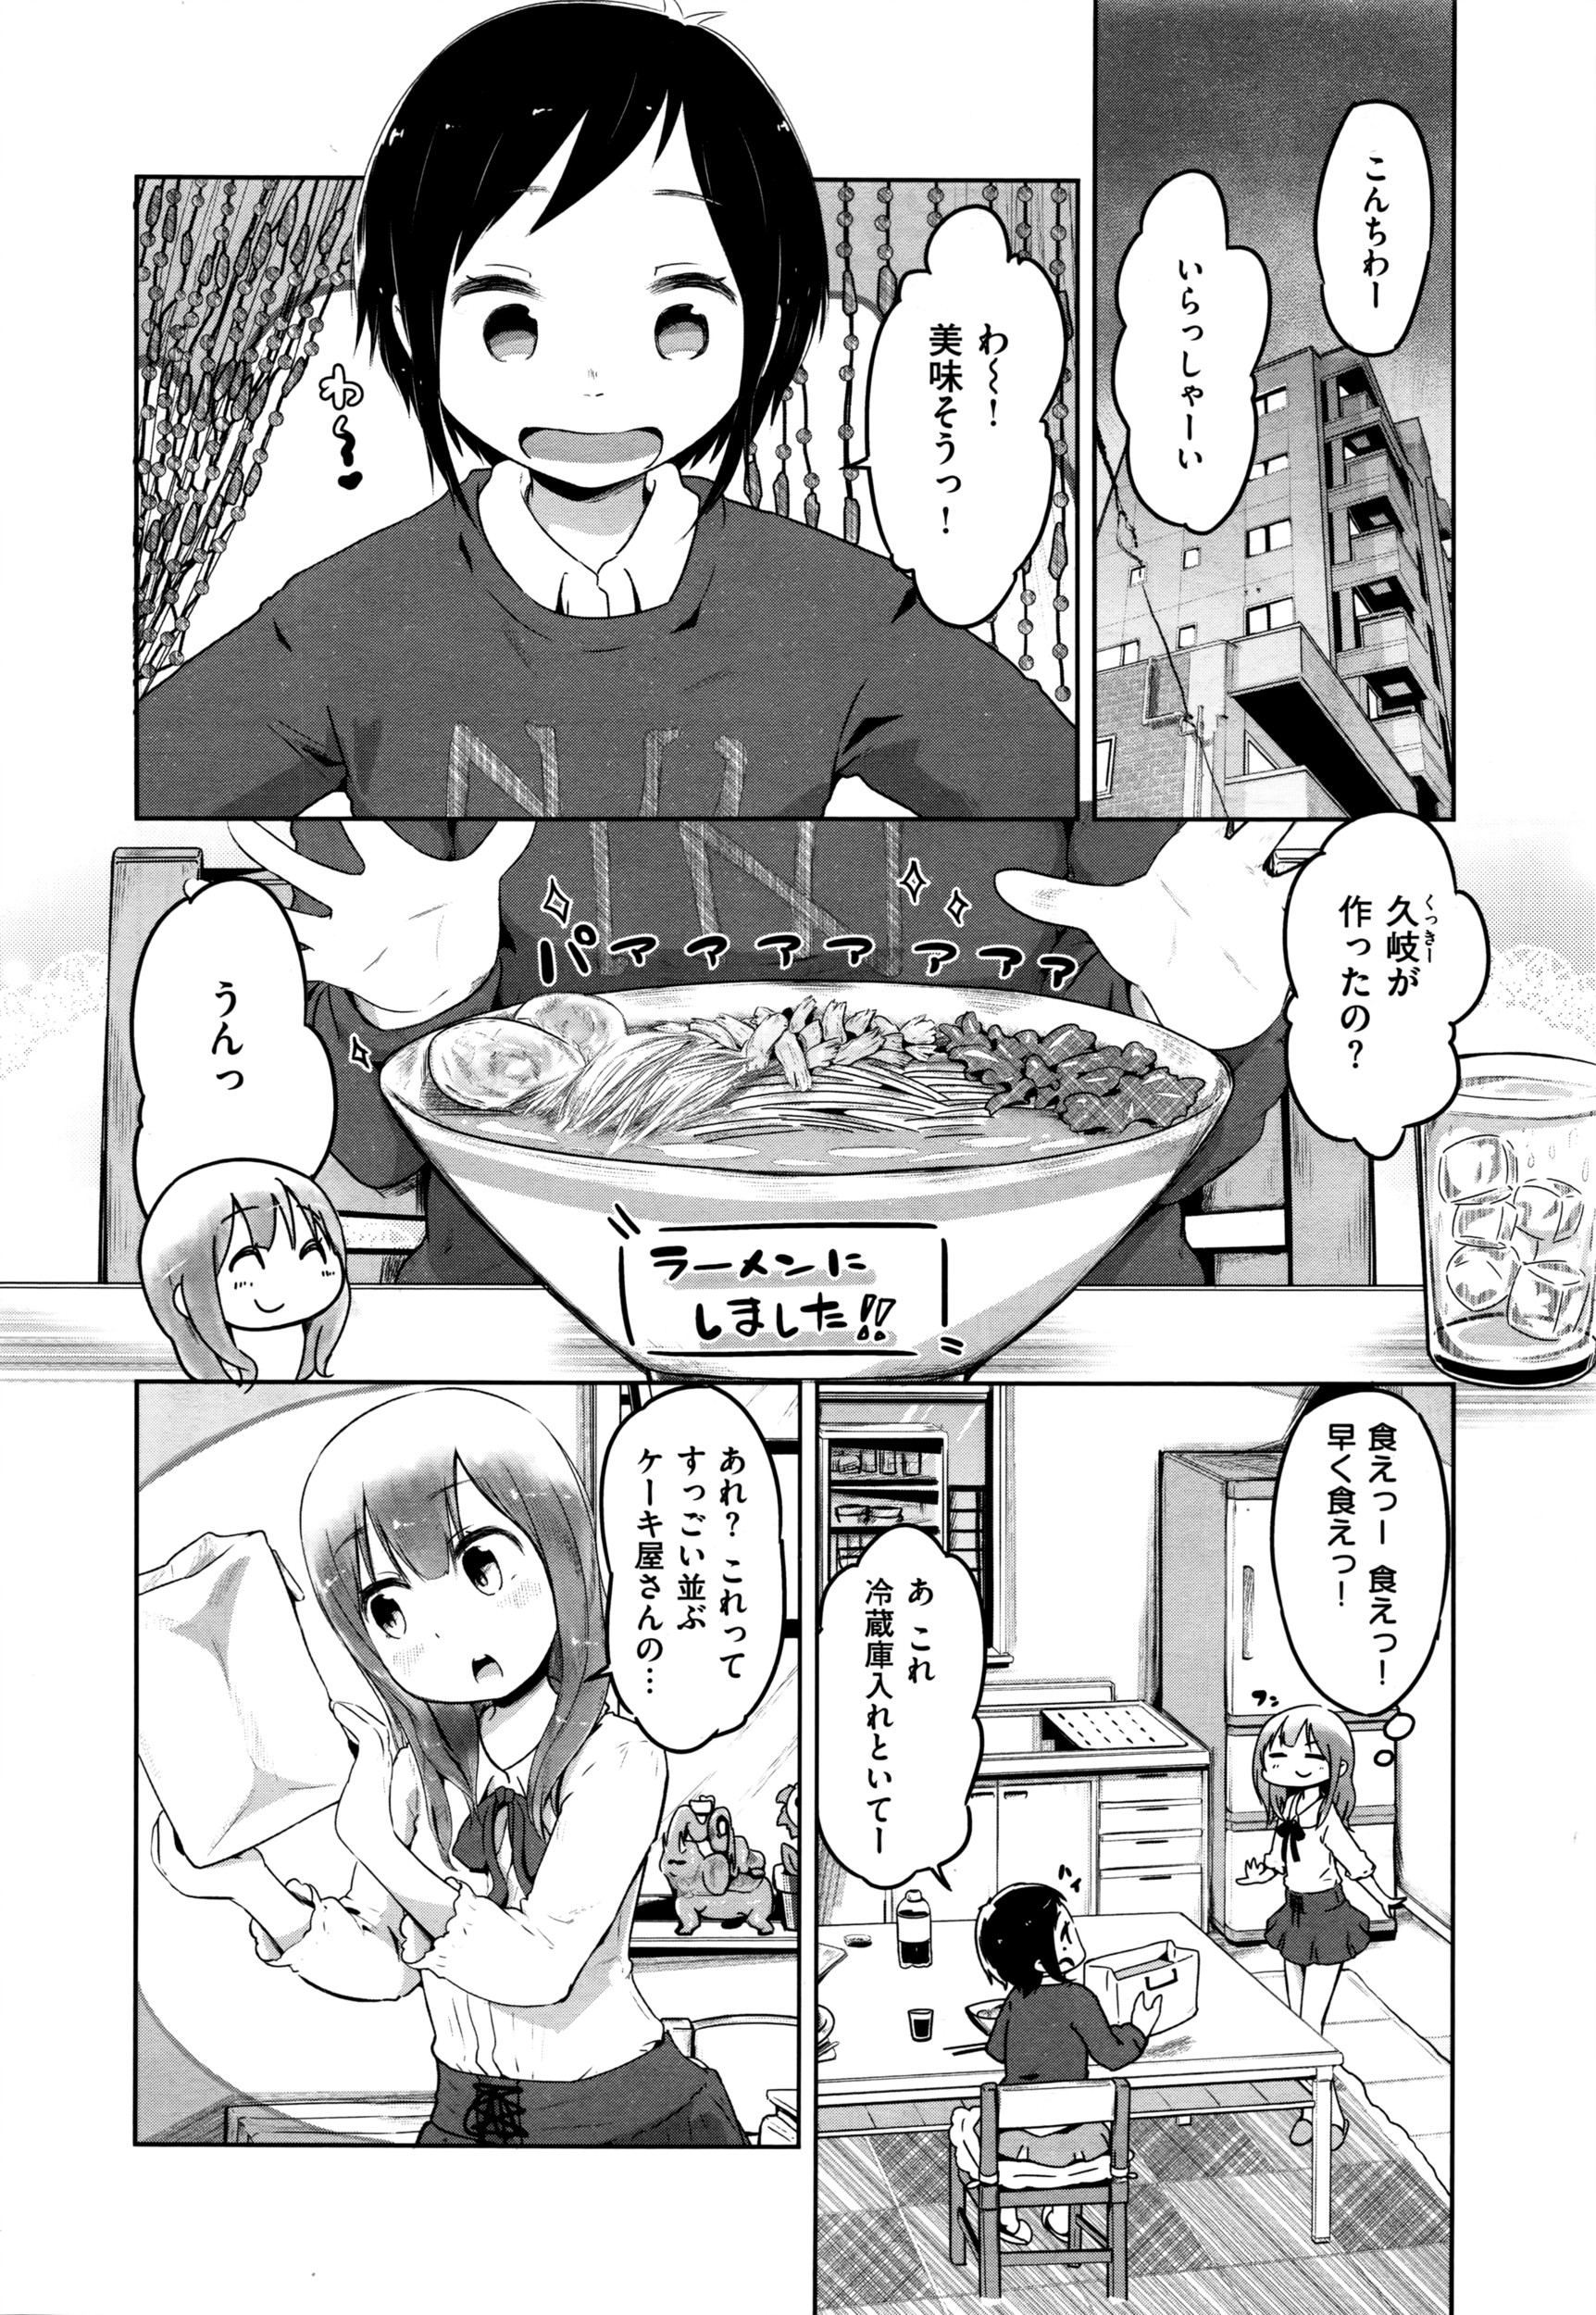 こんちわー
いらっしゃーい
わ〜!
美味そうっ!
わ〜♥
久岐が
くっきー
作ったの?
パァァァァァァァ
うんっ
ラーメンに
しました!!
食えっー 食えっ!
早く食えっ!
あ これ
冷蔵庫入れといてー
あれ? これって
すっごい並ぶ
ケーキ屋さんの…